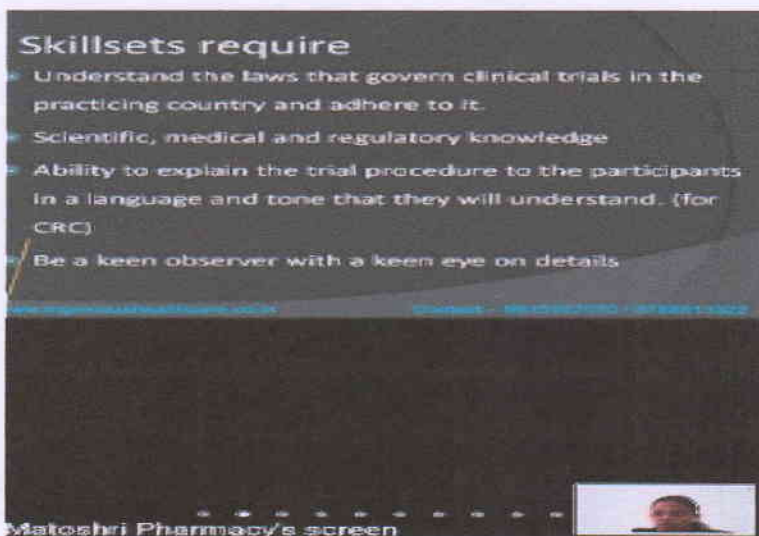 Skillsets require
Understand the laws that govern clinical trials in the
practicing country and adhere to it.
Scientific, medical and regulatory knowledge
Ability to explain the trial procedure to the participants
in a language and tone that they will understand. (for
CRC)
Be a keen observer with a keen eye on details
Matoshri Pharmacy's screen